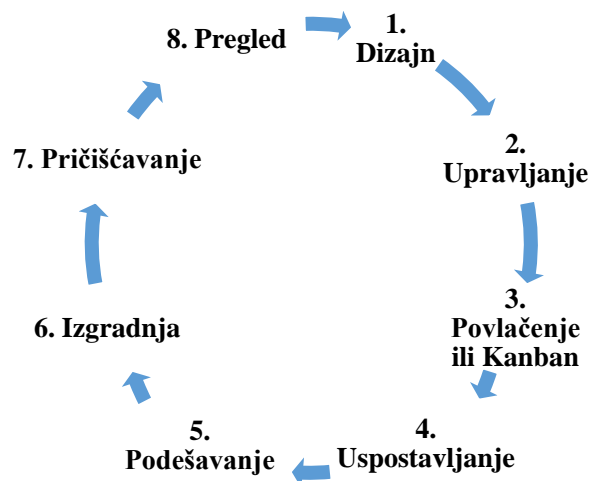 1.
Dizajn
2.
Upravljanje
3.
Povlačenje
ili Kanban
4.
Uspostavljanje
5.
Podešavanje
6. Izgradnja
7. Pričišćavanje
8. Pregled